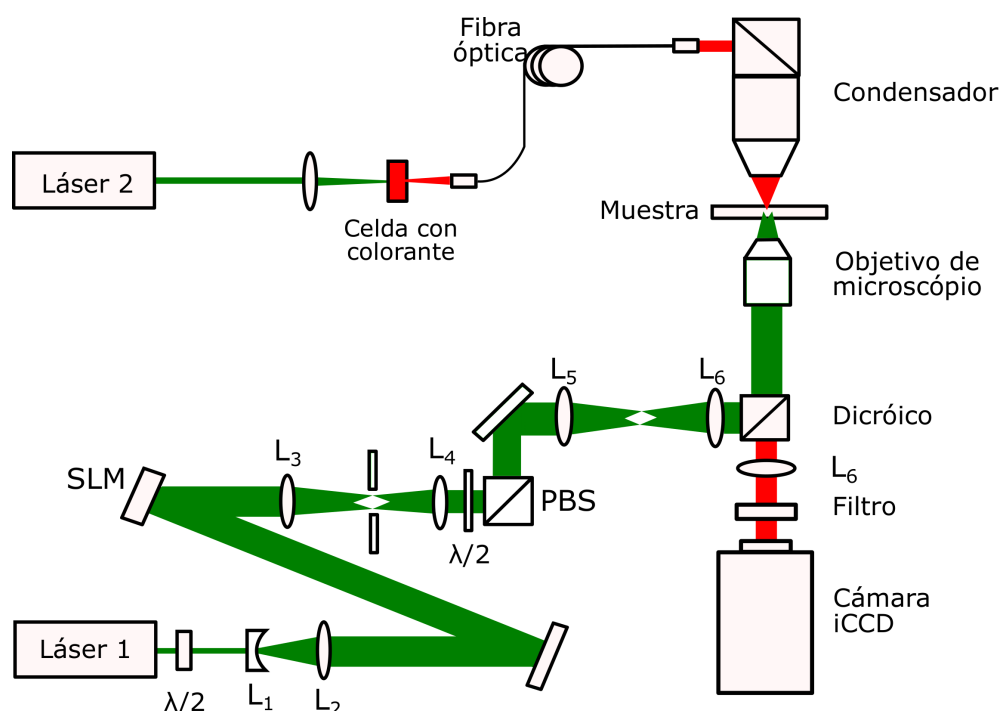 Fibra
óptica
Condensador
Láser 2
Celda con
colorante
Muestra
Objetivo de
microscópio
L5
L6
Dicróico
SLM
L3
L4
PBS
λ/2
L6
Filtro
Cámara
iCCD
Láser 1
λ/2
L1
L2